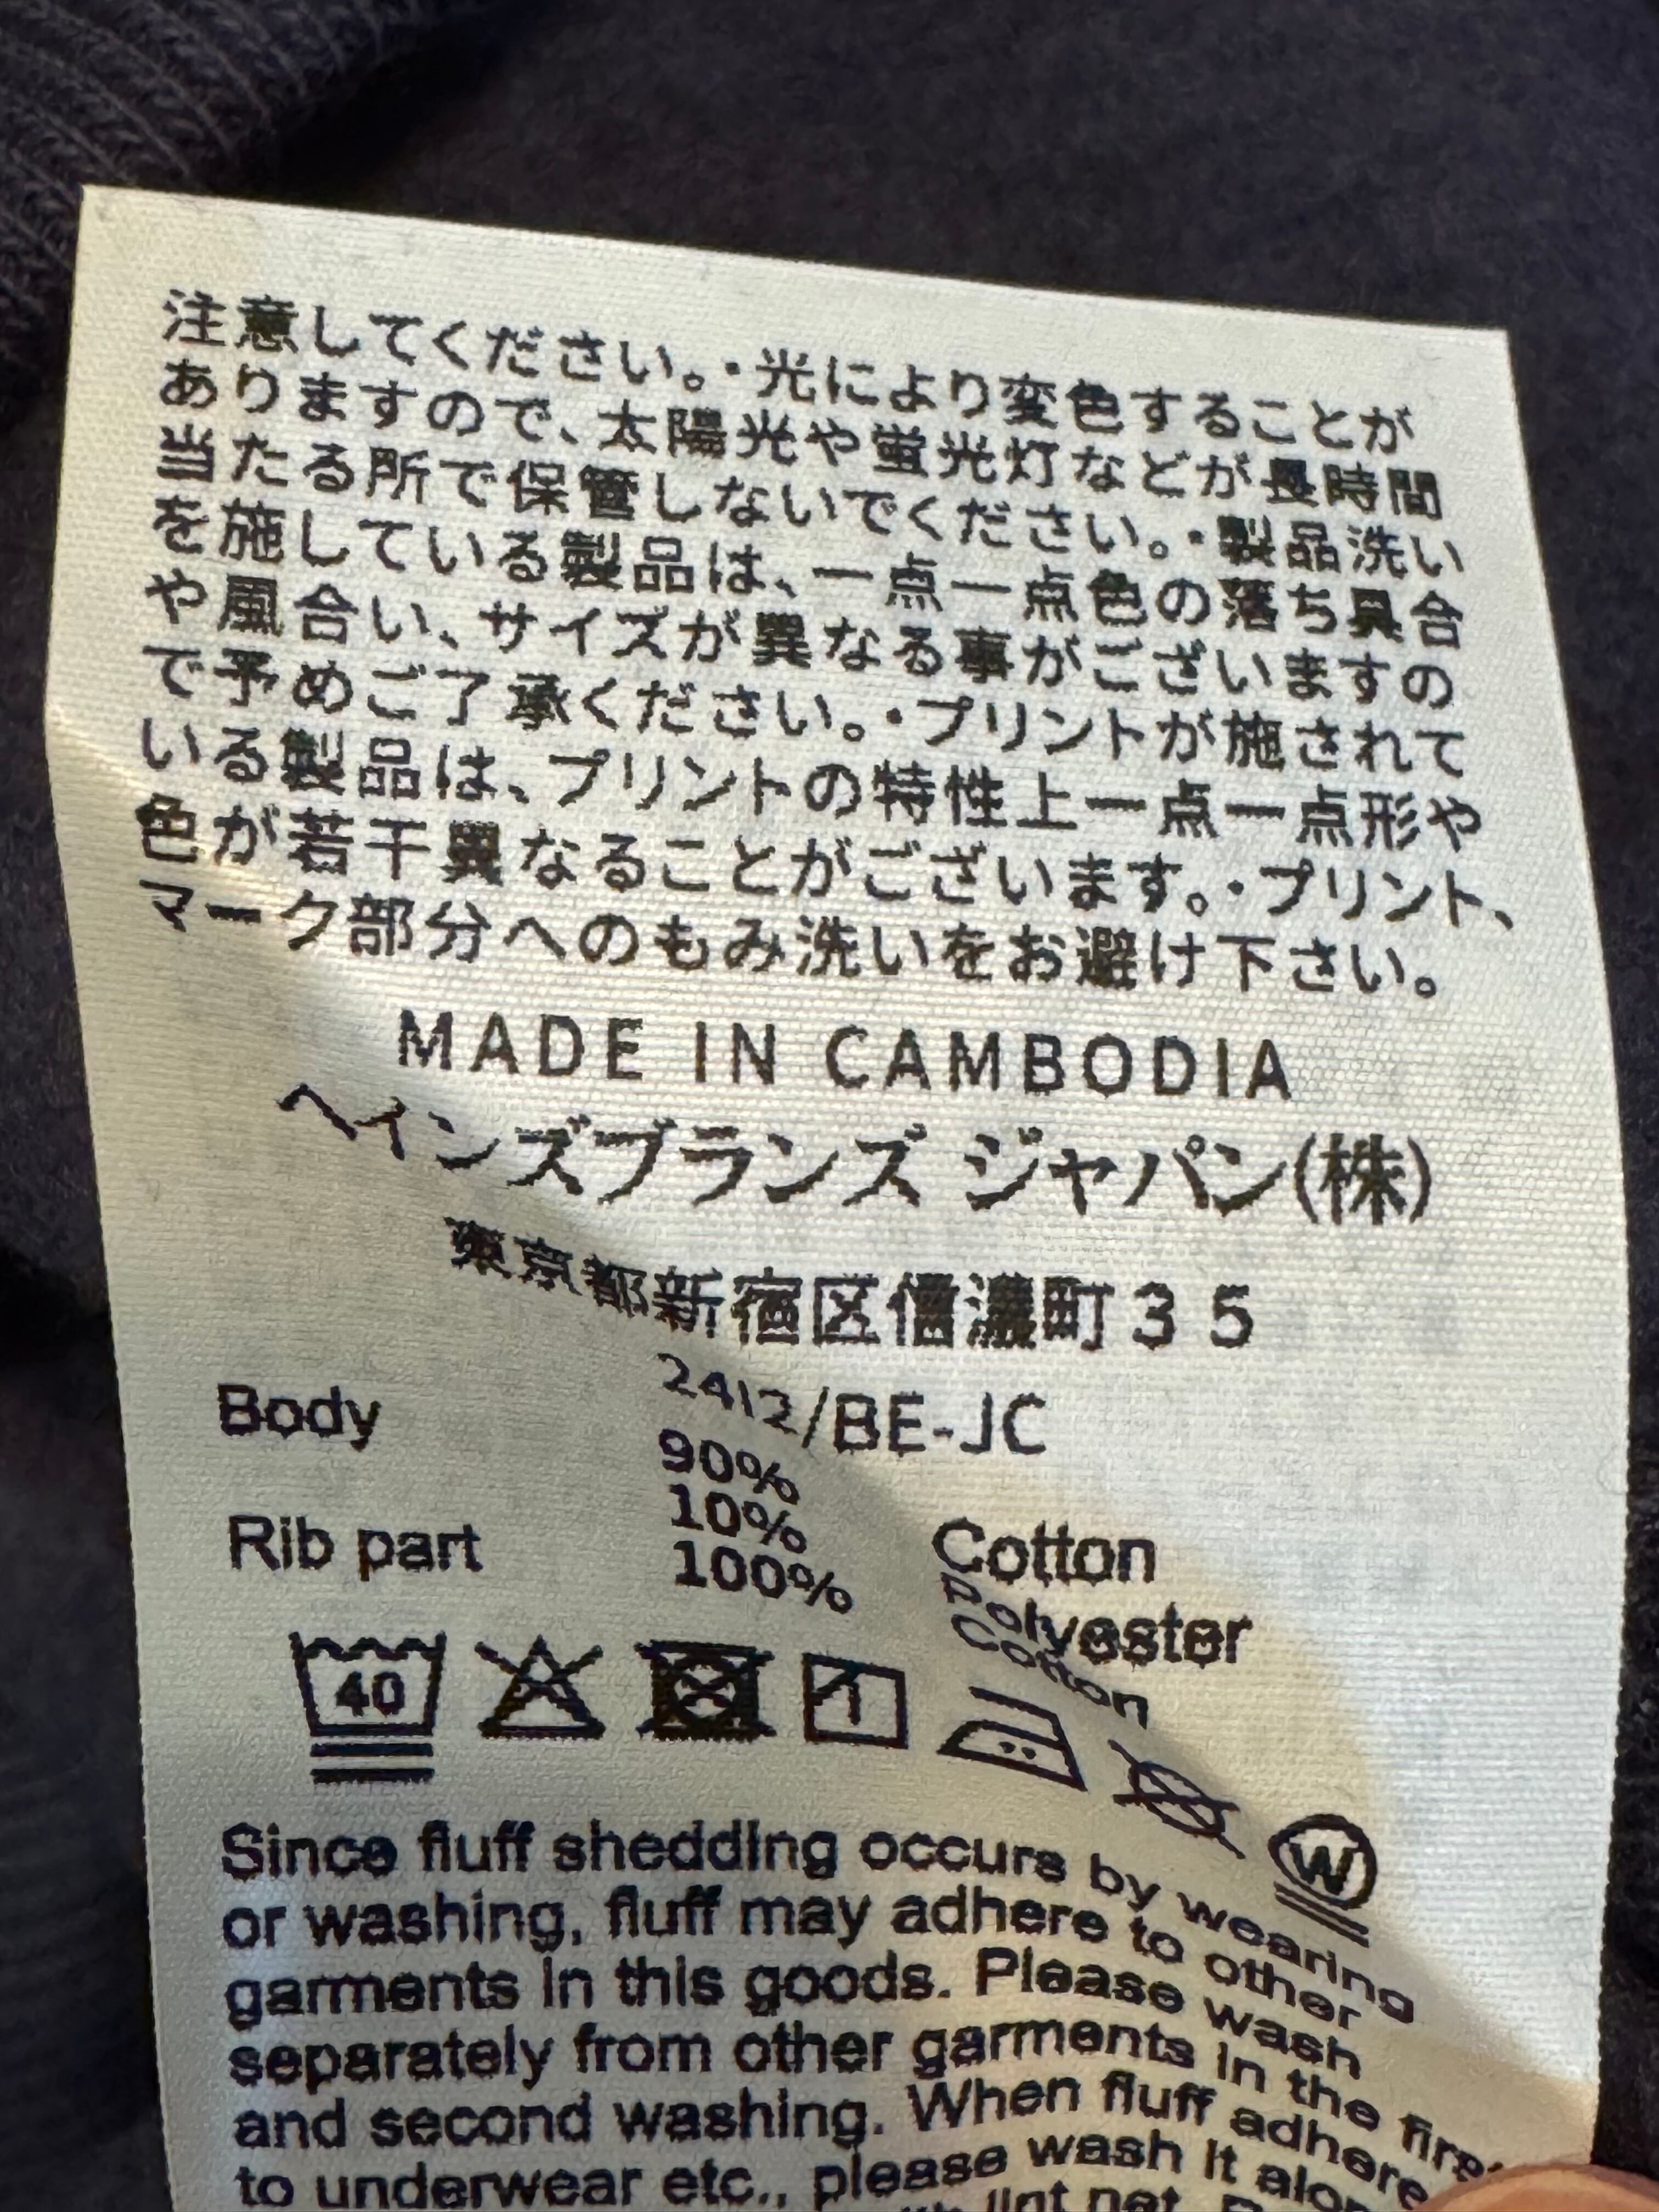 注意してください。・光により変色することが
ありますので、太陽光や蛍光灯などが長時間
当たる所で保管しないでください。・製品洗い
を施している製品は、一点一点色の落ち具合
や風合い、サイズが異なる事がございますの
で予めご了承ください。・プリントが施されて
いる製品は、プリントの特性上一点一点形や
色が若干異なることがございます。・プリント、
マーク部分へのもみ洗いをお避け下さい。
MADE IN CAMBODIA
ヘインズブランズ ジャパン(株)
東京都新宿区信濃町35
2412/BE-JC
Body 90% Cotton
10% Polyester
Rib part 100% Cotton
40
W
Since fluff shedding occurs by wearing
or washing, fluff may adhere to other
garments in this goods. Please wash
separately from other garments in the first
and second washing. When fluff adhere
to underwear etc., please wash it alon
lint net.